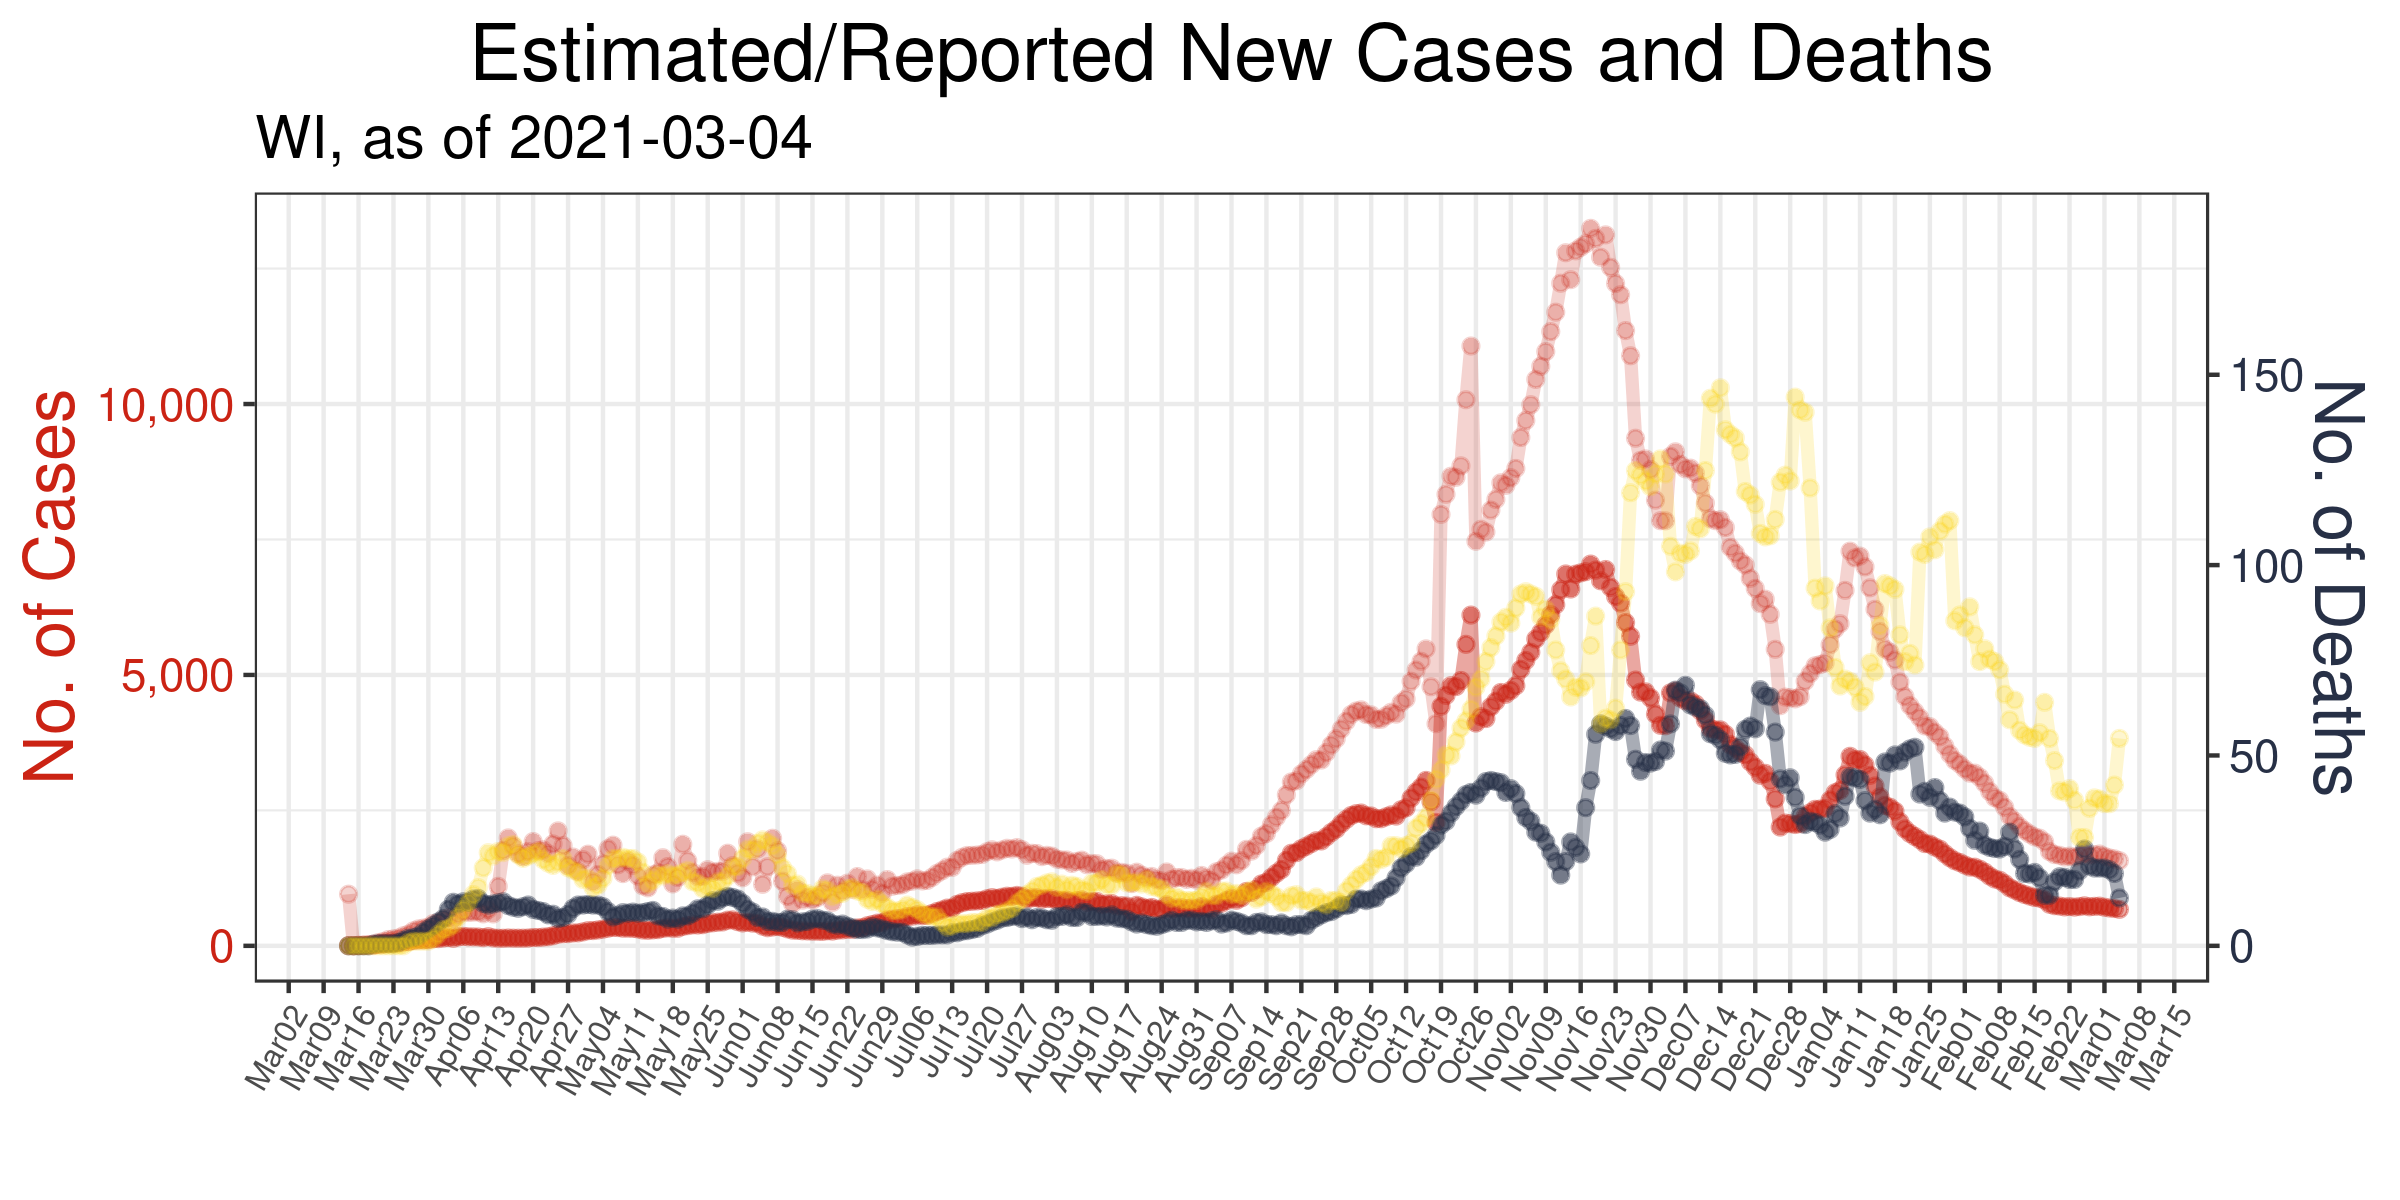 Estimated/Reported New Cases and Deaths
WI, as of 2021-03-04
No. of Cases
10,000
5,000
0
150
100
50
0
No. of Deaths
Mar02
Mar09
Mar16
Mar23
Mar30
Apr06
Apr13
Apr20
Apr27
May04
May11
May18
May25
Jun01
Jun08
Jun15
Jun22
Jun29
Jul06
Jul13
Jul20
Jul27
Aug03
Aug10
Aug17
Aug24
Aug31
Sep07
Sep14
Sep21
Sep28
Oct05
Oct12
Oct19
Oct26
Nov02
Nov09
Nov16
Nov23
Nov30
Dec07
Dec14
Dec21
Dec28
Jan04
Jan11
Jan18
Jan25
Feb01
Feb08
Feb15
Feb22
Mar01
Mar08
Mar15